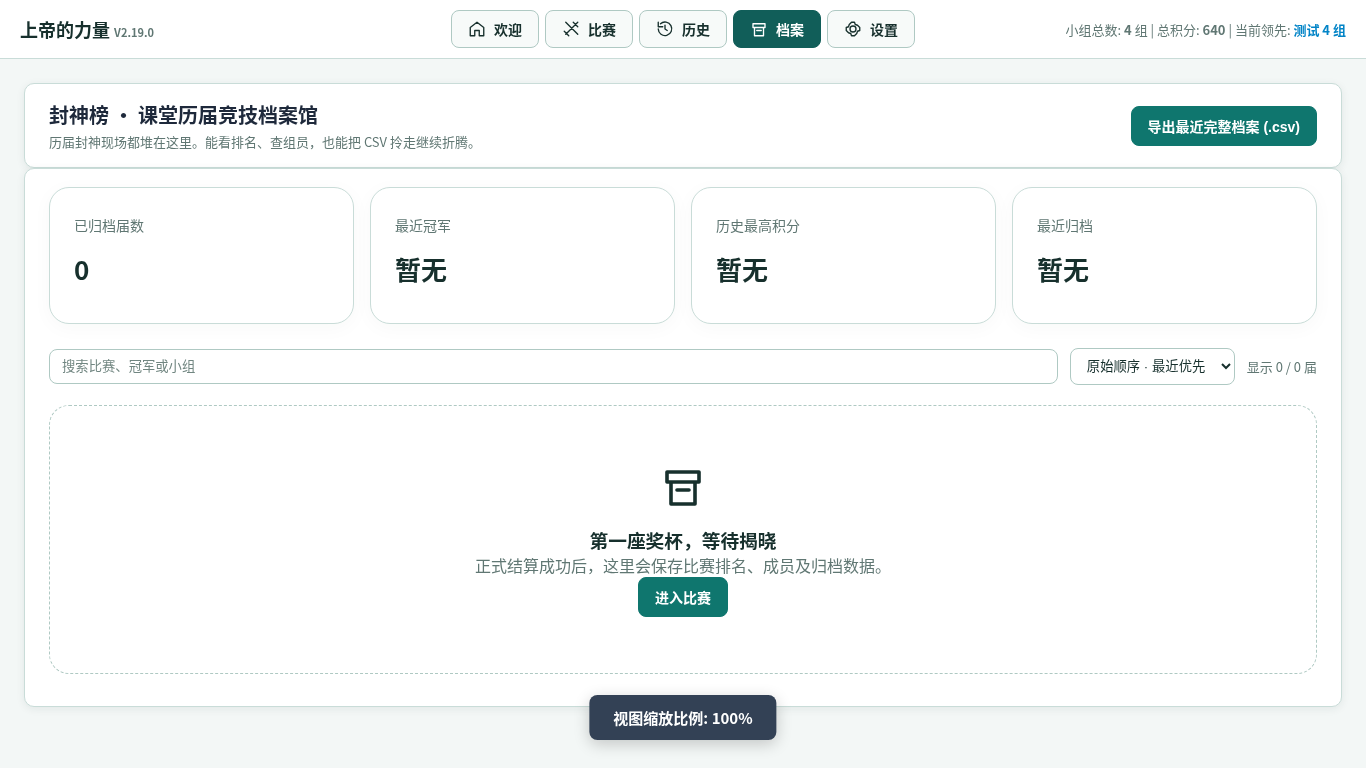 上帝的力量 V2.19.0
欢迎
比赛
历史
档案
设置
小组总数: 4 组 | 总积分: 640 | 当前领先: 测试 4 组
封神榜 · 课堂历届竞技档案馆
历届封神现场都堆在这里。能看排名、查组员，也能把 CSV 拎走继续折腾。
导出最近完整档案 (.csv)
已归档届数
0
最近冠军
暂无
历史最高积分
暂无
最近归档
暂无
搜索比赛、冠军或小组
原始顺序 · 最近优先
显示 0 / 0 届
第一座奖杯，等待揭晓
正式结算成功后，这里会保存比赛排名、成员及归档数据。
进入比赛
视图缩放比例: 100%